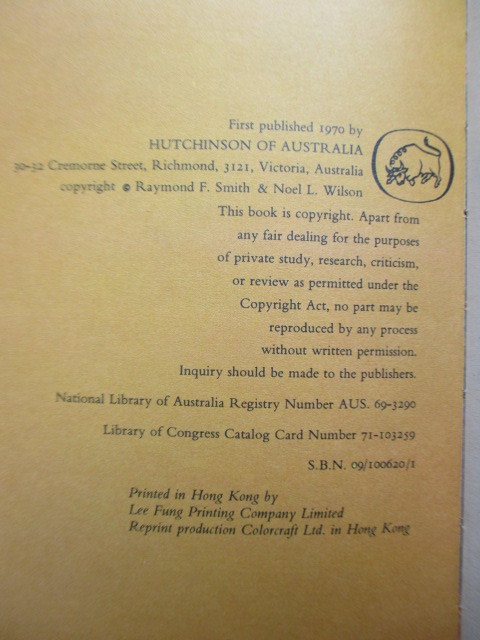 First published 1970 by
HUTCHINSON OF AUSTRALIA
30-32 Cremorne Street, Richmond, 3121, Victoria, Australia
copyright © Raymond F. Smith & Noel L. Wilson
This book is copyright. Apart from
any fair dealing for the purposes
of private study, research, criticism,
or review as permitted under the
Copyright Act, no part may be
reproduced by any process
without written permission.
Inquiry should be made to the publishers.
National Library of Australia Registry Number AUS. 69-3290
Library of Congress Catalog Card Number 71-103259
S.B.N. 09/100620/1
Printed in Hong Kong by
Lee Fung Printing Company Limited
Reprint production Colorcraft Ltd. in Hong Kong